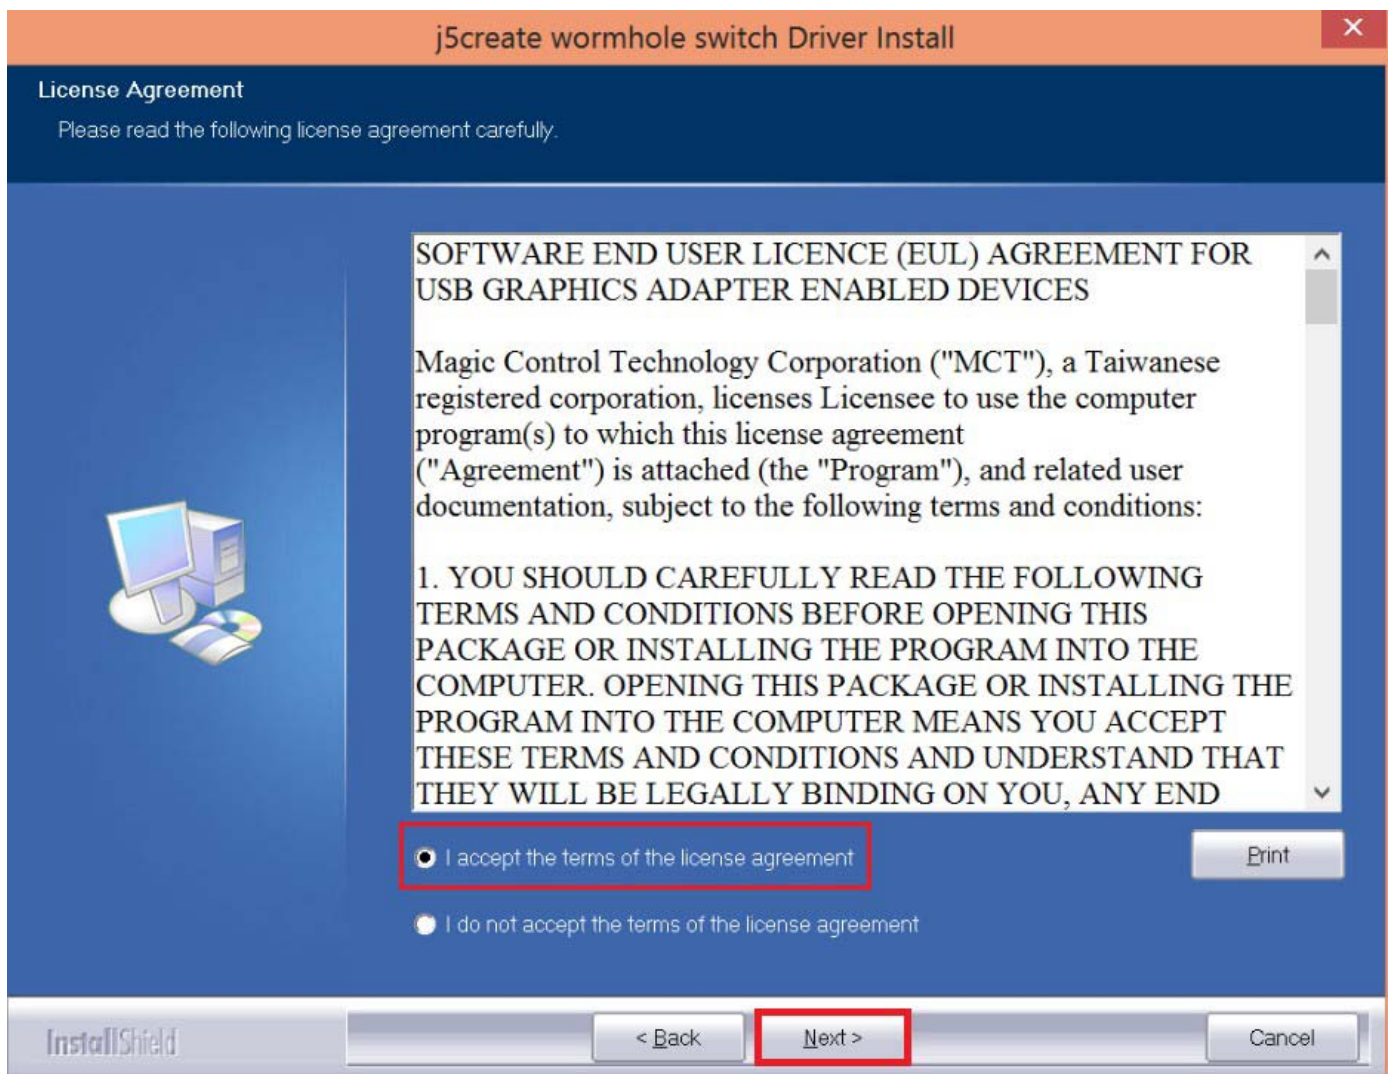 j5create wormhole switch Driver Install
License Agreement
Please read the following license agreement carefully.
SOFTWARE END USER LICENCE (EUL) AGREEMENT FOR
USB GRAPHICS ADAPTER ENABLED DEVICES
Magic Control Technology Corporation ("MCT"), a Taiwanese
registered corporation, licenses Licensee to use the computer
program(s) to which this license agreement
("Agreement") is attached (the "Program"), and related user
documentation, subject to the following terms and conditions:
1. YOU SHOULD CAREFULLY READ THE FOLLOWING
TERMS AND CONDITIONS BEFORE OPENING THIS
PACKAGE OR INSTALLING THE PROGRAM INTO THE
COMPUTER. OPENING THIS PACKAGE OR INSTALLING THE
PROGRAM INTO THE COMPUTER MEANS YOU ACCEPT
THESE TERMS AND CONDITIONS AND UNDERSTAND THAT
THEY WILL BE LEGALLY BINDING ON YOU, ANY END
I accept the terms of the license agreement
Print
I do not accept the terms of the license agreement
InstallShield
< Back
Next >
Cancel